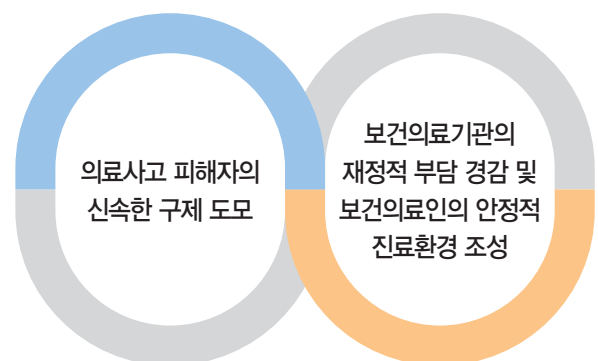 의료사고 피해자의
신속한 구제 도모
보건의료기관의
재정적 부담 경감 및
보건의료인의 안정적
진료환경 조성